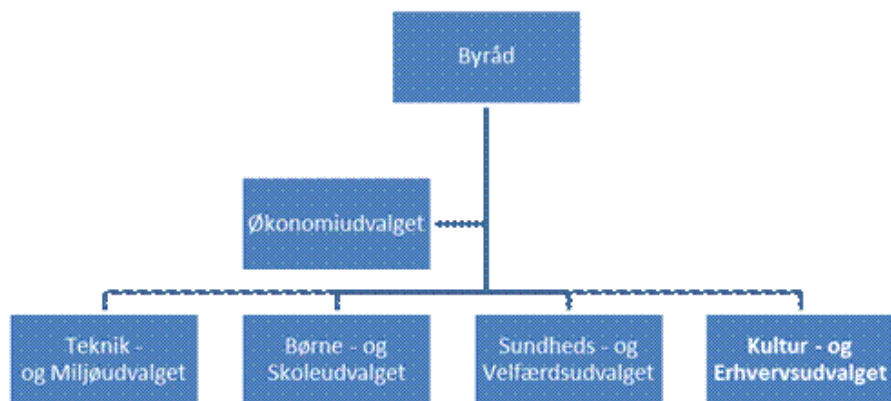 Byråd
Økonomiudvalget
Teknik -
og Miljøudvalget
Børne - og
Skoleudvalget
Sundheds - og
Velfærdsudvalget
Kultur - og
Erhvervsudvalget